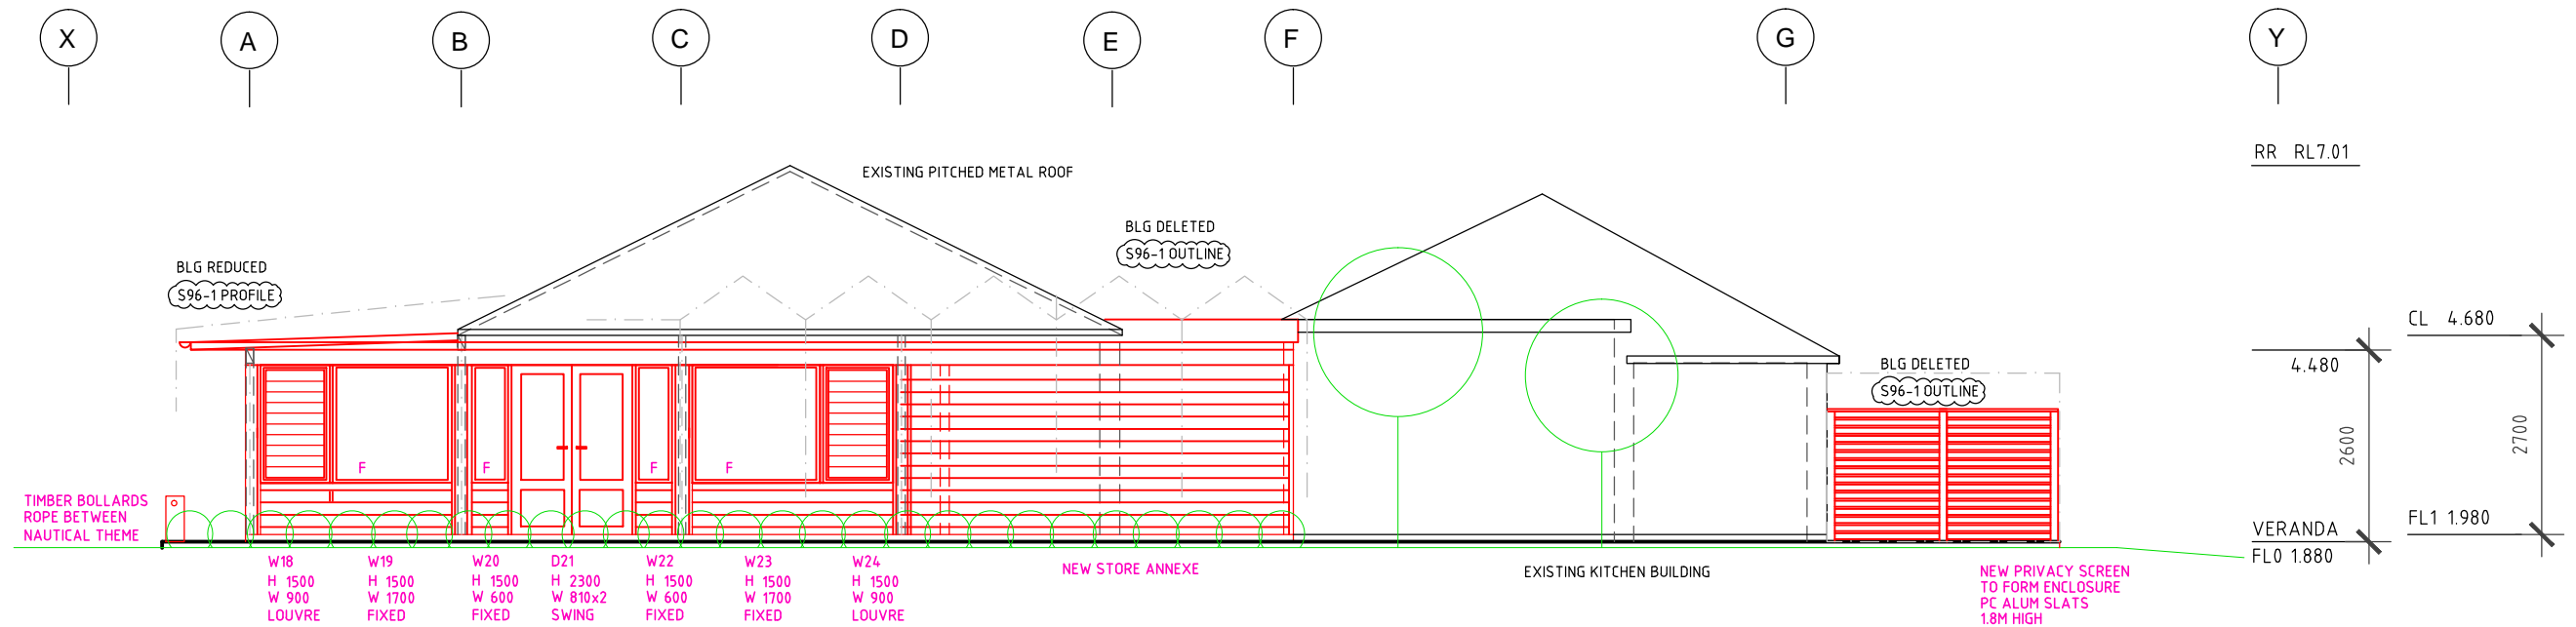 X A B C D E F G Y
RR RL7.01
EXISTING PITCHED METAL ROOF
BLG DELETED
S96-1 OUTLINE
BLG REDUCED
S96-1 PROFILE
CL 4.680
4.480
BLG DELETED
S96-1 OUTLINE
2600
2700
F F F F
TIMBER BOLLARDS
ROPE BETWEEN
NAUTICAL THEME
FL1 1.980
VERANDA
FL0 1.880
W18
H 1500
W 900
LOUVRE
W19
H 1500
W 1700
FIXED
W20
H 1500
W 600
FIXED
D21
H 2300
W 810x2
SWING
W22
H 1500
W 600
FIXED
W23
H 1500
W 1700
FIXED
W24
H 1500
W 900
LOUVRE
NEW STORE ANNEXE
EXISTING KITCHEN BUILDING
NEW PRIVACY SCREEN
TO FORM ENCLOSURE
PC ALUM SLATS
1.8M HIGH